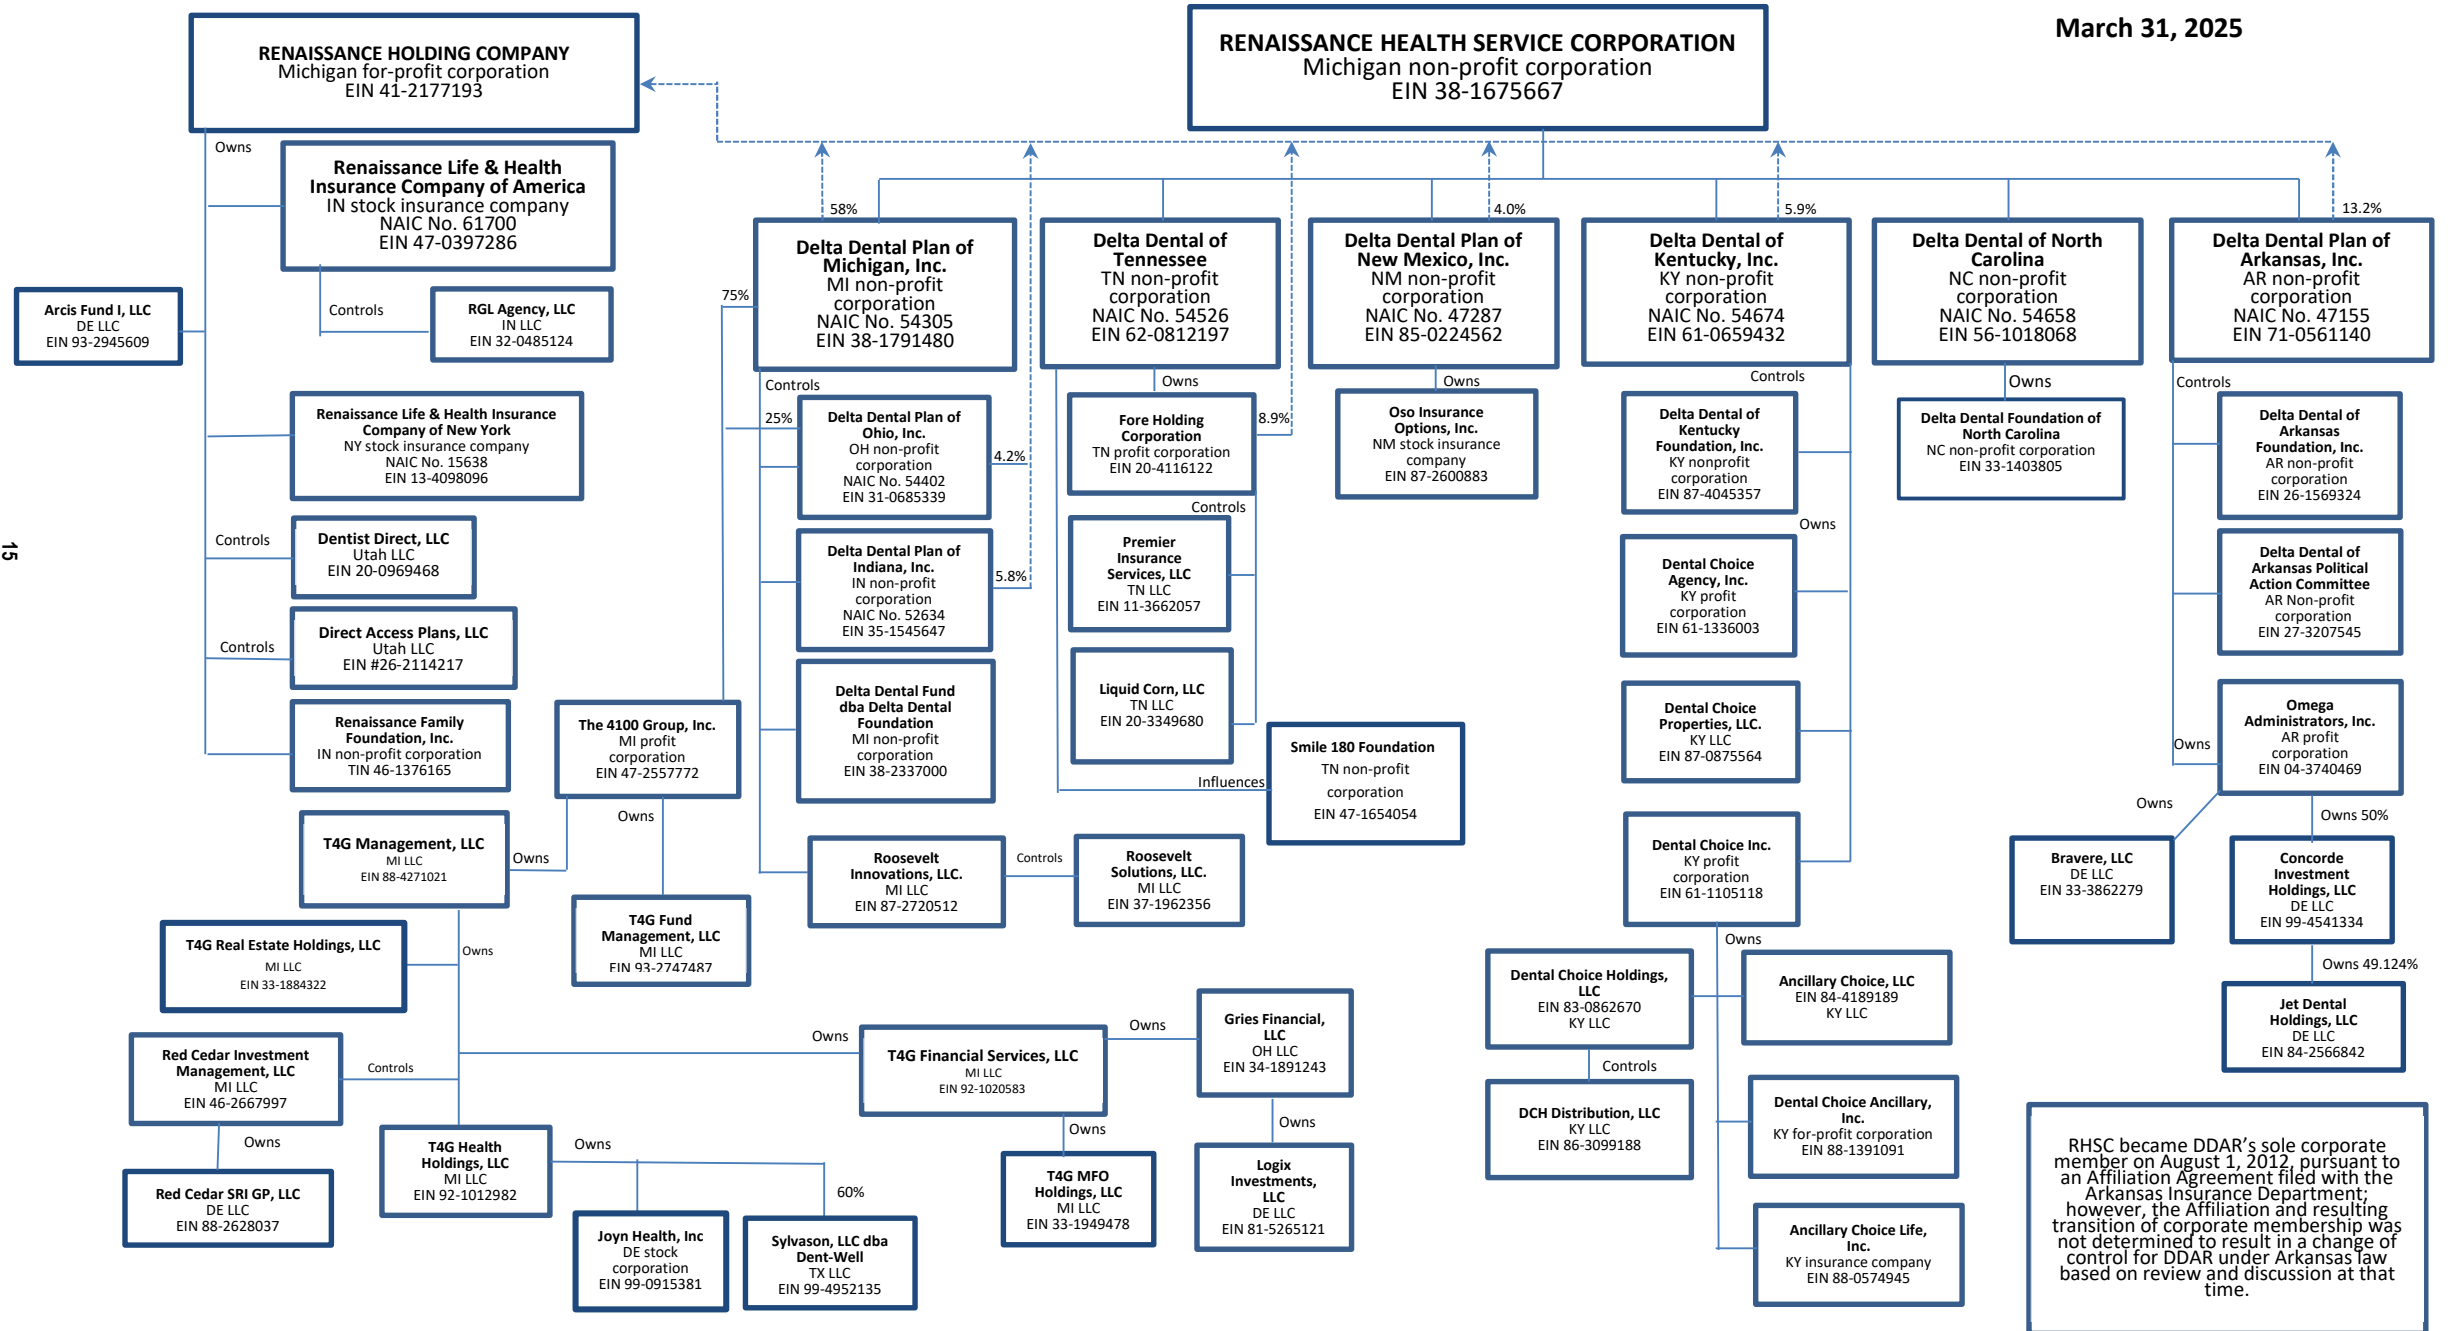 March 31, 2025
RENAISSANCE HOLDING COMPANY
Michigan for-profit corporation
EIN 41-2177193
RENAISSANCE HEALTH SERVICE CORPORATION
Michigan non-profit corporation
EIN 38-1675667
Owns
Renaissance Life & Health
Insurance Company of America
IN stock insurance company
NAIC No. 61700
EIN 47-0397286
Arcis Fund I, LLC
DE LLC
EIN 93-2945609
Controls
RGL Agency, LLC
IN LLC
EIN 32-0485124
Renaissance Life & Health Insurance
Company of New York
NY stock insurance company
NAIC No. 15638
EIN 13-4098096
Controls
Dentist Direct, LLC
Utah LLC
EIN 20-0969468
Controls
Direct Access Plans, LLC
Utah LLC
EIN #26-2114217
Renaissance Family
Foundation, Inc.
IN non-profit corporation
TIN 46-1376165
15
58%
Delta Dental Plan of
Michigan, Inc.
MI non-profit
corporation
NAIC No. 54305
EIN 38-1791480
75%
Controls
25%
Delta Dental Plan of
Ohio, Inc.
OH non-profit
corporation
NAIC No. 54402
EIN 31-0685339
4.2%
Delta Dental Plan of
Indiana, Inc.
IN non-profit
corporation
NAIC No. 52634
EIN 35-1545647
5.8%
Delta Dental Fund
dba Delta Dental
Foundation
MI non-profit
corporation
EIN 38-2337000
Roosevelt
Innovations, LLC.
MI LLC
EIN 87-2720512
Controls
Roosevelt
Solutions, LLC.
MI LLC
EIN 37-1962356
The 4100 Group, Inc.
MI profit
corporation
EIN 47-2557772
Owns
Owns
T4G Management, LLC
MI LLC
EIN 88-4271021
T4G Fund
Management, LLC
MI LLC
EIN 93-2747487
T4G Real Estate Holdings, LLC
MI LLC
EIN 33-1884322
Owns
Red Cedar Investment
Management, LLC
MI LLC
EIN 46-2667997
Controls
Owns
Red Cedar SRI GP, LLC
DE LLC
EIN 88-2628037
T4G Health
Holdings, LLC
MI LLC
EIN 92-1012982
Owns
Joyn Health, Inc
DE stock
corporation
EIN 99-0915381
60%
Sylvason, LLC dba
Dent-Well
TX LLC
EIN 99-4952135
Owns
T4G Financial Services, LLC
MI LLC
EIN 92-1020583
Owns
T4G MFO
Holdings, LLC
MI LLC
EIN 33-1949478
Owns
Gries Financial,
LLC
OH LLC
EIN 34-1891243
Owns
Logix
Investments,
LLC
DE LLC
EIN 81-5265121
Delta Dental of
Tennessee
TN non-profit
corporation
NAIC No. 54526
EIN 62-0812197
Owns
Fore Holding
Corporation
TN profit corporation
EIN 20-4116122
8.9%
Controls
Premier
Insurance
Services, LLC
TN LLC
EIN 11-3662057
Liquid Corn, LLC
TN LLC
EIN 20-3349680
Influences
Smile 180 Foundation
TN non-profit
corporation
EIN 47-1654054
4.0%
Delta Dental Plan of
New Mexico, Inc.
NM non-profit
corporation
NAIC No. 47287
EIN 85-0224562
Owns
Oso Insurance
Options, Inc.
NM stock insurance
company
EIN 87-2600883
5.9%
Delta Dental of
Kentucky, Inc.
KY non-profit
corporation
NAIC No. 54674
EIN 61-0659432
Controls
Delta Dental of
Kentucky
Foundation, Inc.
KY nonprofit
corporation
EIN 87-4045357
Owns
Dental Choice
Agency, Inc.
KY profit
corporation
EIN 61-1336003
Dental Choice
Properties, LLC.
KY LLC
EIN 87-0875564
Dental Choice Inc.
KY profit
corporation
EIN 61-1105118
Owns
Dental Choice Holdings,
LLC
EIN 83-0862670
KY LLC
Ancillary Choice, LLC
EIN 84-4189189
KY LLC
Controls
DCH Distribution, LLC
KY LLC
EIN 86-3099188
Dental Choice Ancillary,
Inc.
KY for-profit corporation
EIN 88-1391091
Ancillary Choice Life,
Inc.
KY insurance company
EIN 88-0574945
Delta Dental of North
Carolina
NC non-profit
corporation
NAIC No. 54658
EIN 56-1018068
Owns
Delta Dental Foundation of
North Carolina
NC non-profit corporation
EIN 33-1403805
13.2%
Delta Dental Plan of
Arkansas, Inc.
AR non-profit
corporation
NAIC No. 47155
EIN 71-0561140
Controls
Delta Dental of
Arkansas
Foundation, Inc.
AR non-profit
corporation
EIN 26-1569324
Delta Dental of
Arkansas Political
Action Committee
AR Non-profit
corporation
EIN 27-3207545
Owns
Omega
Administrators, Inc.
AR profit
corporation
EIN 04-3740469
Owns
Bravere, LLC
DE LLC
EIN 33-3862279
Owns 50%
Concorde
Investment
Holdings, LLC
DE LLC
EIN 99-4541334
Owns 49.124%
Jet Dental
Holdings, LLC
DE LLC
EIN 84-2566842
RHSC became DDAR's sole corporate
member on August 1, 2012, pursuant to
an Affiliation Agreement filed with the
Arkansas Insurance Department;
however, the Affiliation and resulting
transition of corporate membership was
not determined to result in a change of
control for DDAR under Arkansas law
based on review and discussion at that
time.